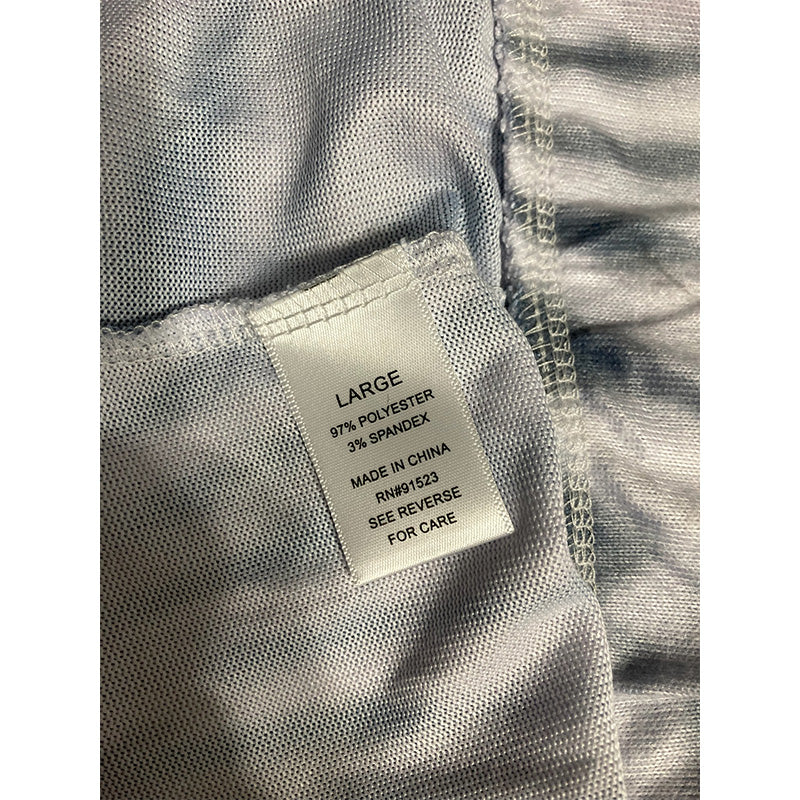 LARGE
97% POLYESTER
3% SPANDEX
MADE IN CHINA
RN#91523
SEE REVERSE
FOR CARE